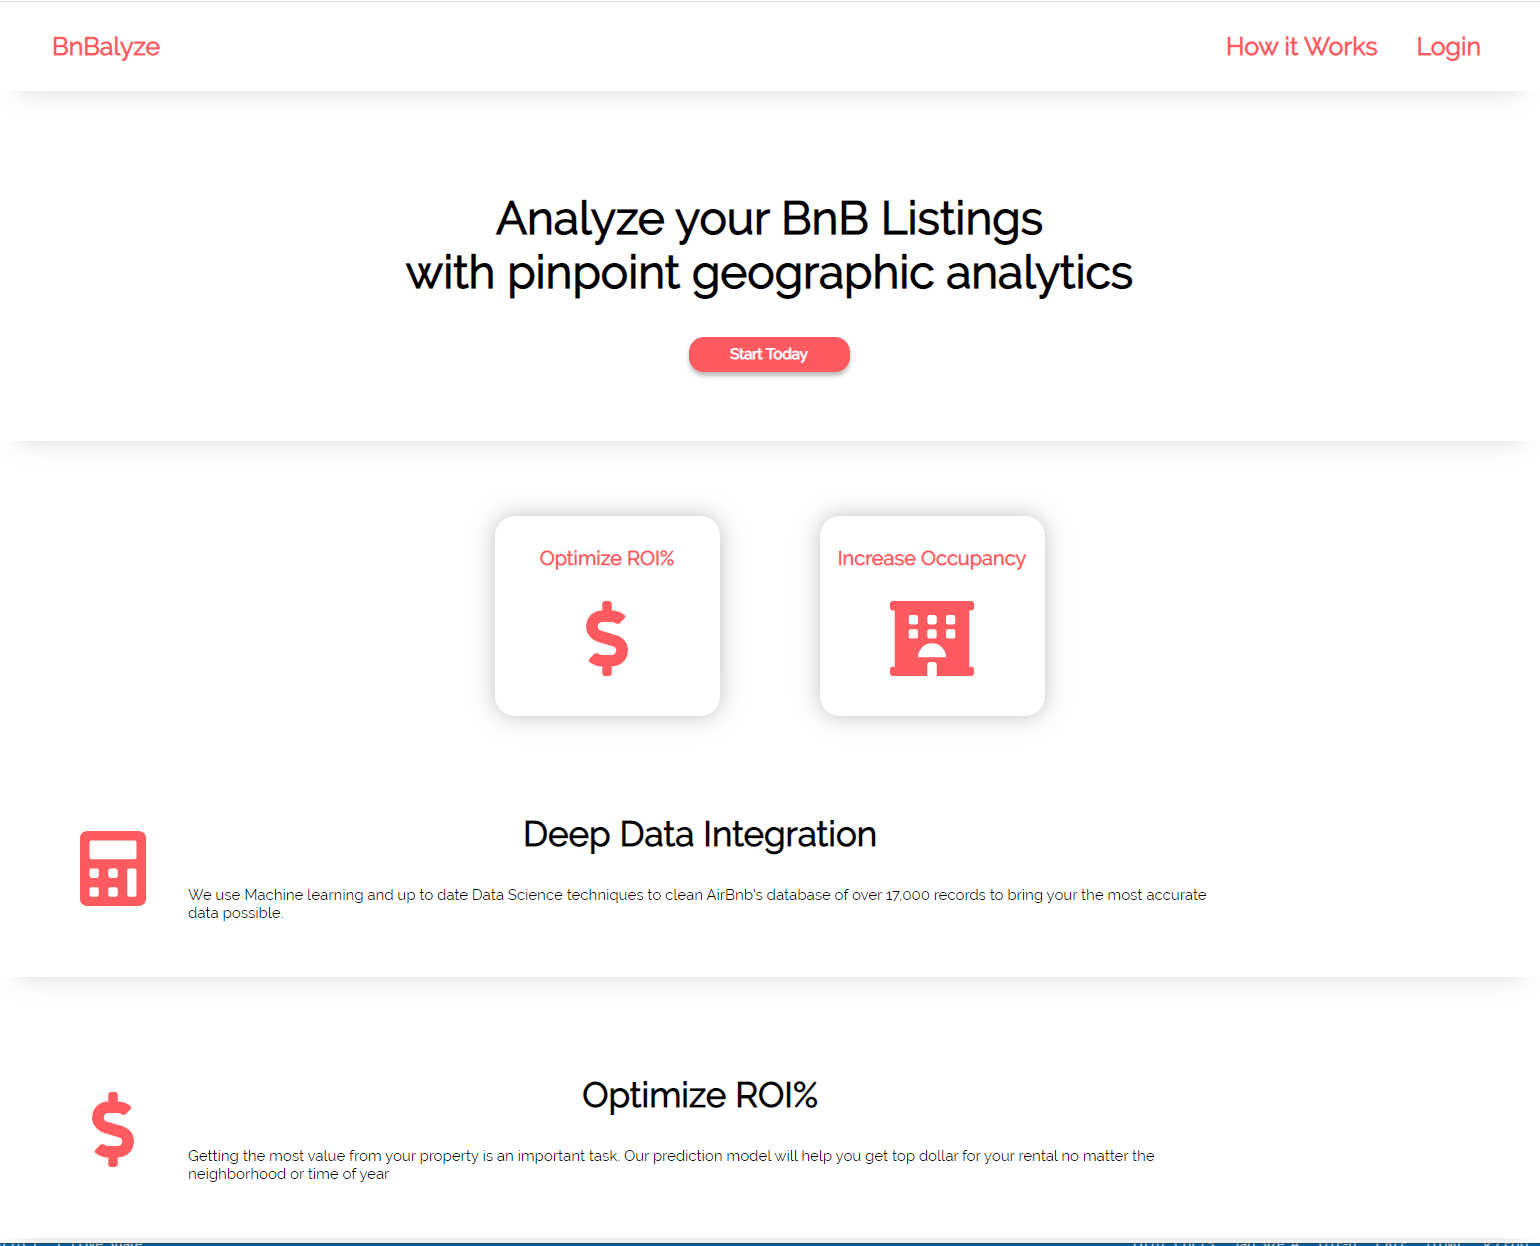 BnBalyze
How it Works
Login
Analyze your BnB Listings
with pinpoint geographic analytics
Start Today
Optimize ROI%
Increase Occupancy
Deep Data Integration
We use Machine learning and up to date Data Science techniques to clean AirBnb's database of over 17,000 records to bring your the most accurate
data possible.
Optimize ROI%
Getting the most value from your property is an important task. Our prediction model will help you get top dollar for your rental no matter the
neighborhood or time of year